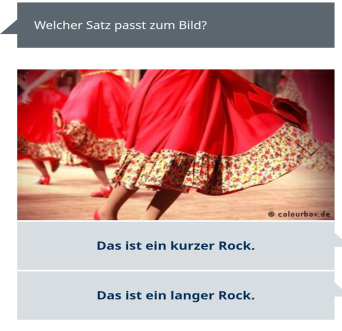 Welcher Satz passt zum Bild?
© colourbox.de
Das ist ein kurzer Rock.
Das ist ein langer Rock.